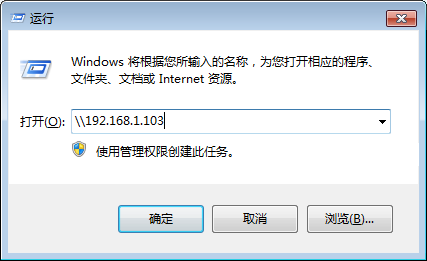 运行
Windows 将根据您所输入的名称，为您打开相应的程序、
文件夹、文档或 Internet 资源。
打开(O): \\192.168.1.103
使用管理权限创建此任务。
确定 取消 浏览(B)...